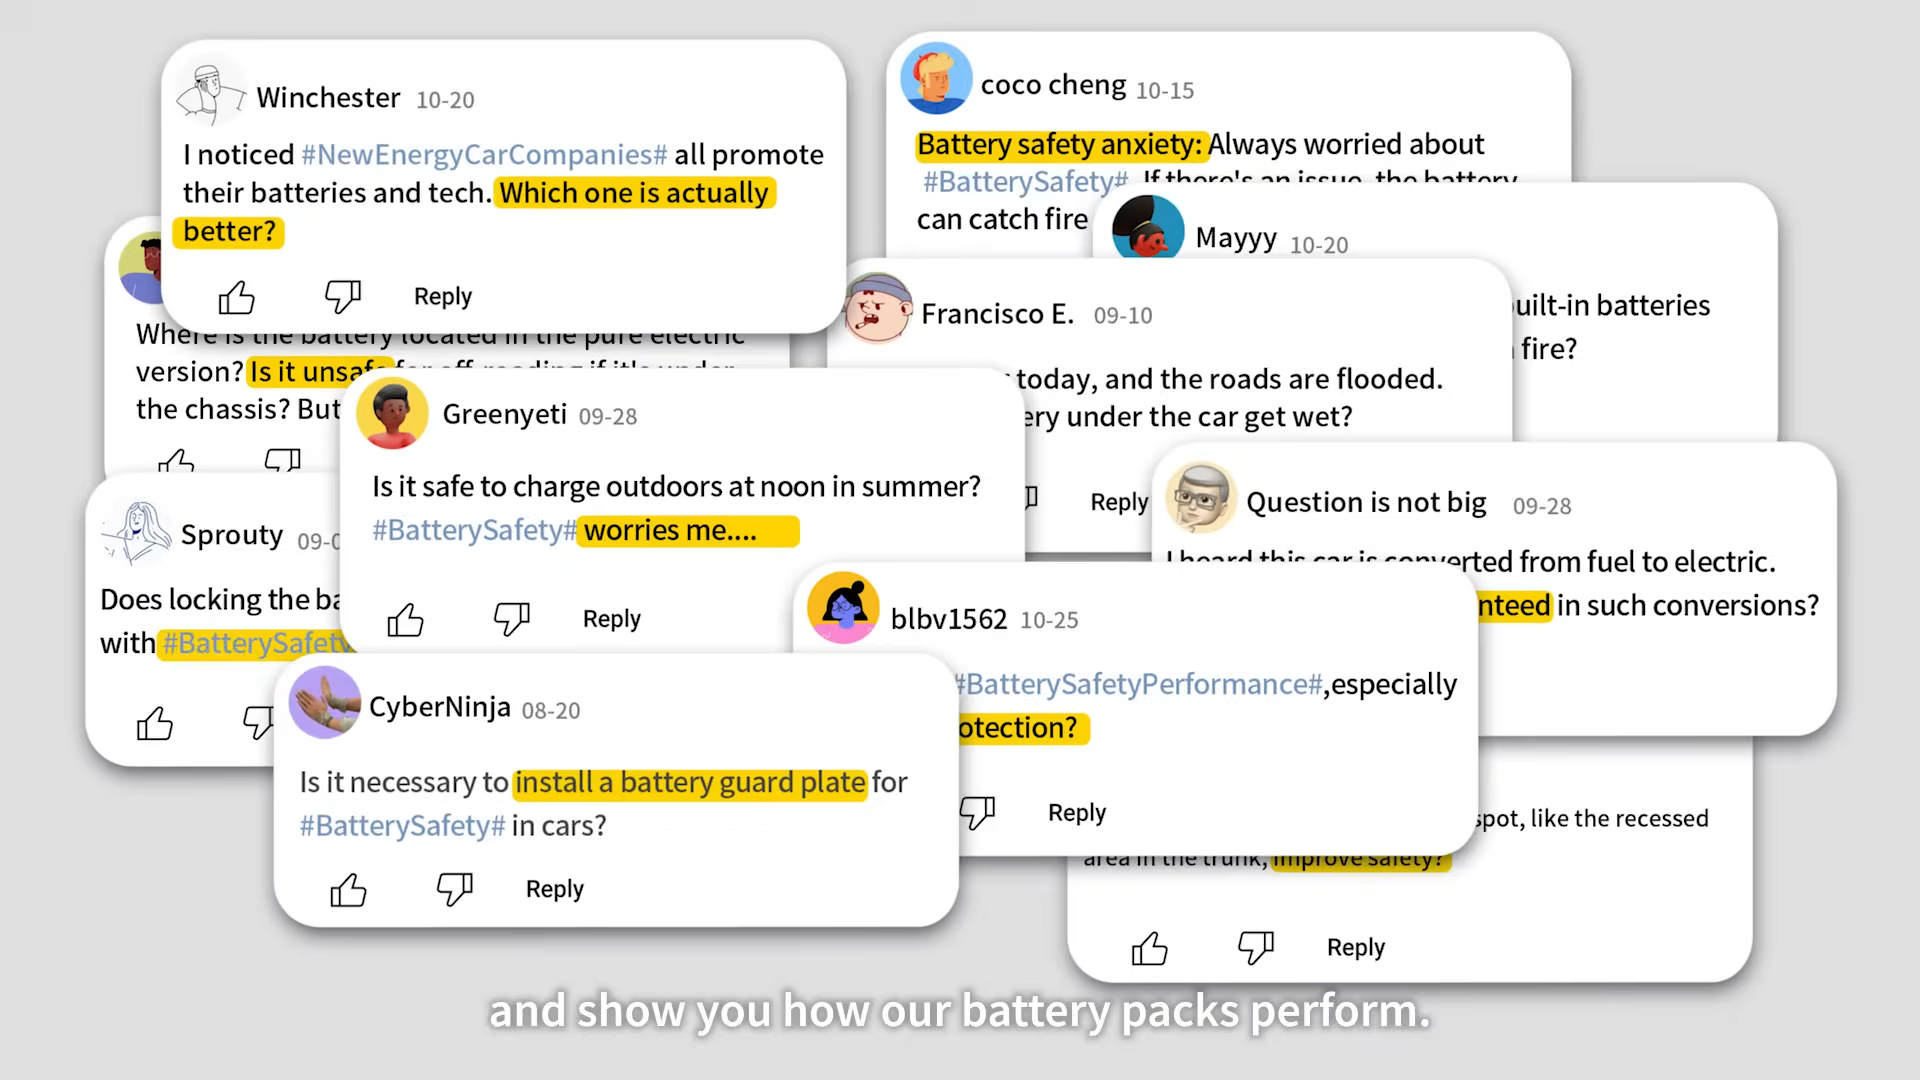 Winchester 10-20
I noticed #NewEnergyCarCompanies# all promote
their batteries and tech. Which one is actually
better?
Reply
coco cheng 10-15
Battery safety anxiety: Always worried about
#BatterySafety# If there's an issue, the battery
can catch fire
Mayyy 10-20
built-in batteries
fire?
Francisco E. 09-10
today, and the roads are flooded.
under the car get wet?
Reply
Where is the battery located in the pure electric
version? Is it unsafe for off-roading if it's under
the chassis? But
Greenyeti 09-28
Is it safe to charge outdoors at noon in summer?
#BatterySafety# worries me....
Reply
Question is not big 09-28
I heard this car is converted from fuel to electric.
in such conversions?
Sprouty
Does locking the
with #BatterySafety
blbv1562 10-25
#BatterySafetyPerformance#,especially
Reply
CyberNinja 08-20
Is it necessary to install a battery guard plate for
#BatterySafety# in cars?
Reply
spot, like the recessed
area in the trunk, improve safety?
Reply
and show you how our battery packs perform.